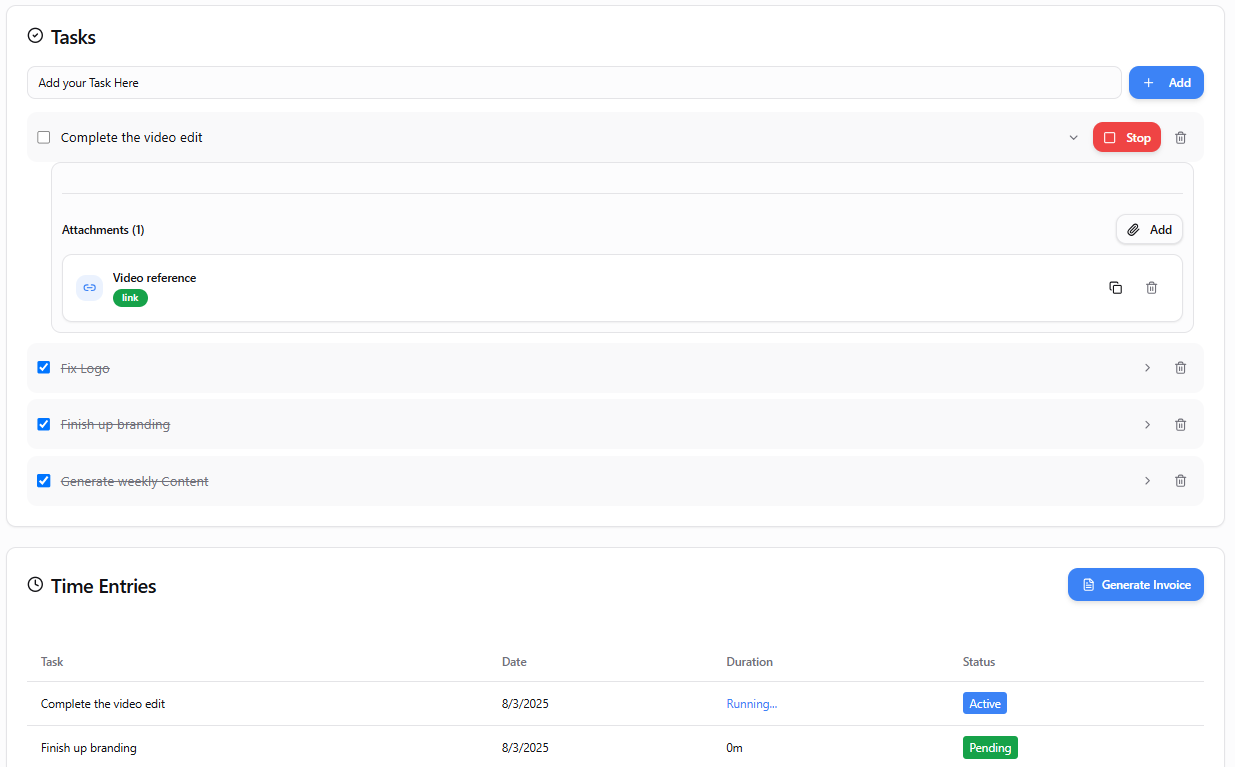 Tasks
Add your Task Here
Add
Complete the video edit
Stop
Attachments (1)
Add
Video reference
link
Fix Logo
Finish up branding
Generate weekly Content
Time Entries
Generate Invoice
Task Date Duration Status
Complete the video edit 8/3/2025 Running... Active
Finish up branding 8/3/2025 0m Pending